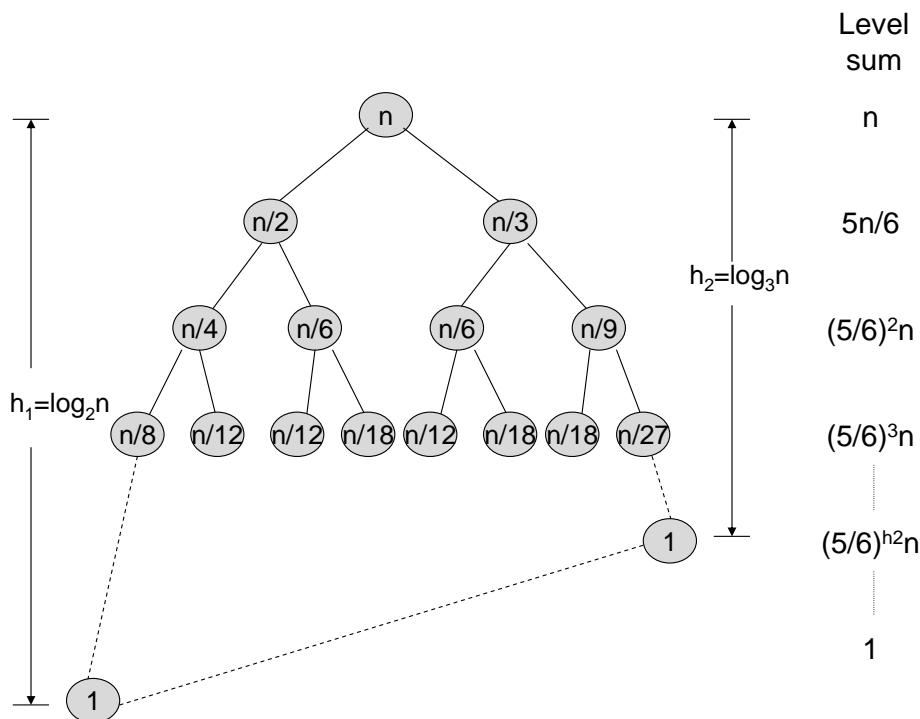 Level
sum
n
n
n/2
n/3
5n/6
h₂=log₃n
n/4
n/6
n/6
n/9
(5/6)²n
h₁=log₂n
n/8
n/12
n/12
n/18
n/12
n/18
n/18
n/27
(5/6)³n
1
(5/6)ʰ²n
1
1